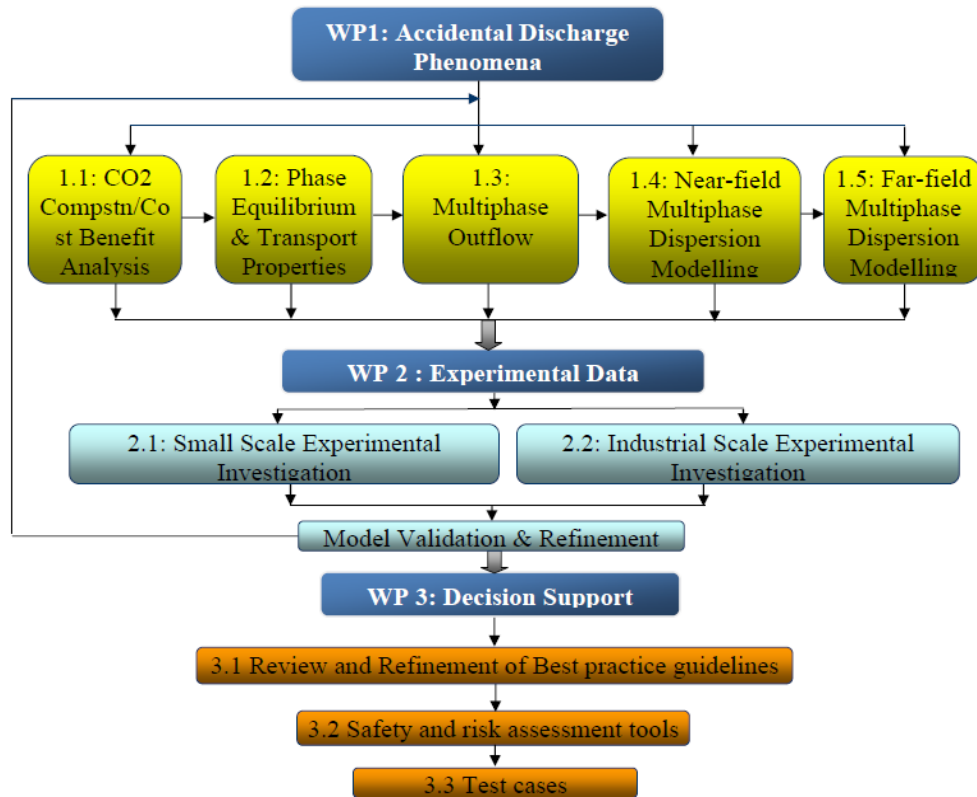 WP1: Accidental Discharge
Phenomena
1.1: CO2
Compstn/Co
st Benefit
Analysis
1.2: Phase
Equilibrium
& Transport
Properties
1.3:
Multiphase
Outflow
1.4: Near-field
Multiphase
Dispersion
Modelling
1.5: Far-field
Multiphase
Dispersion
Modelling
WP 2 : Experimental Data
2.1: Small Scale Experimental
Investigation
2.2: Industrial Scale Experimental
Investigation
Model Validation & Refinement
WP 3: Decision Support
3.1 Review and Refinement of Best practice guidelines
3.2 Safety and risk assessment tools
3.3 Test cases